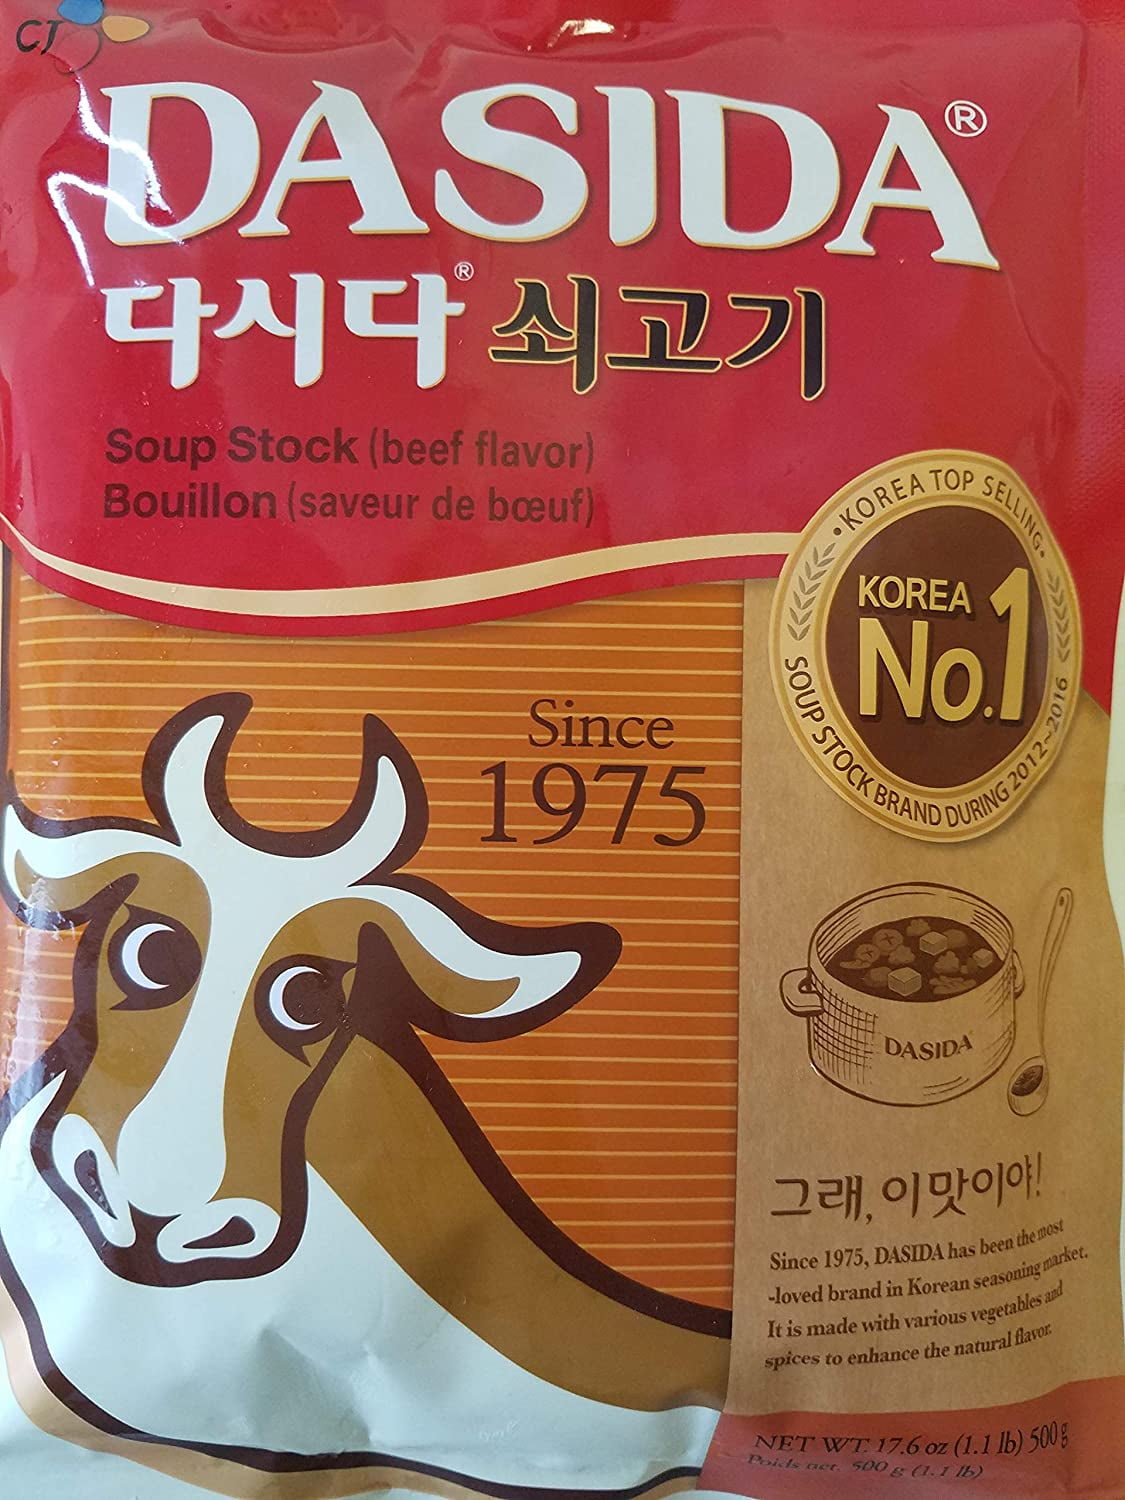 CJ
DASIDA®
다시다® 쇠고기
Soup Stock (beef flavor)
Bouillon (saveur de bœuf)
• KOREA TOP SELLING •
KOREA
No.1
SOUP STOCK BRAND DURING 2012~2016
Since
1975
DASIDA
그래, 이맛이야!
Since 1975, DASIDA has been the most
-loved brand in Korean seasoning market.
It is made with various vegetables and
spices to enhance the natural flavor.
NET WT. 17.6 oz (1.1 lb) 500 g
Poids net. 500 g (1.1 lb)